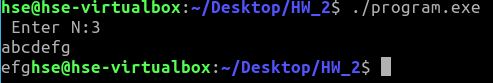 hse@hse-virtualbox:~/Desktop/HW_2$ ./program.exe
Enter N:3
abcdefg
efghse@hse-virtualbox:~/Desktop/HW_2$